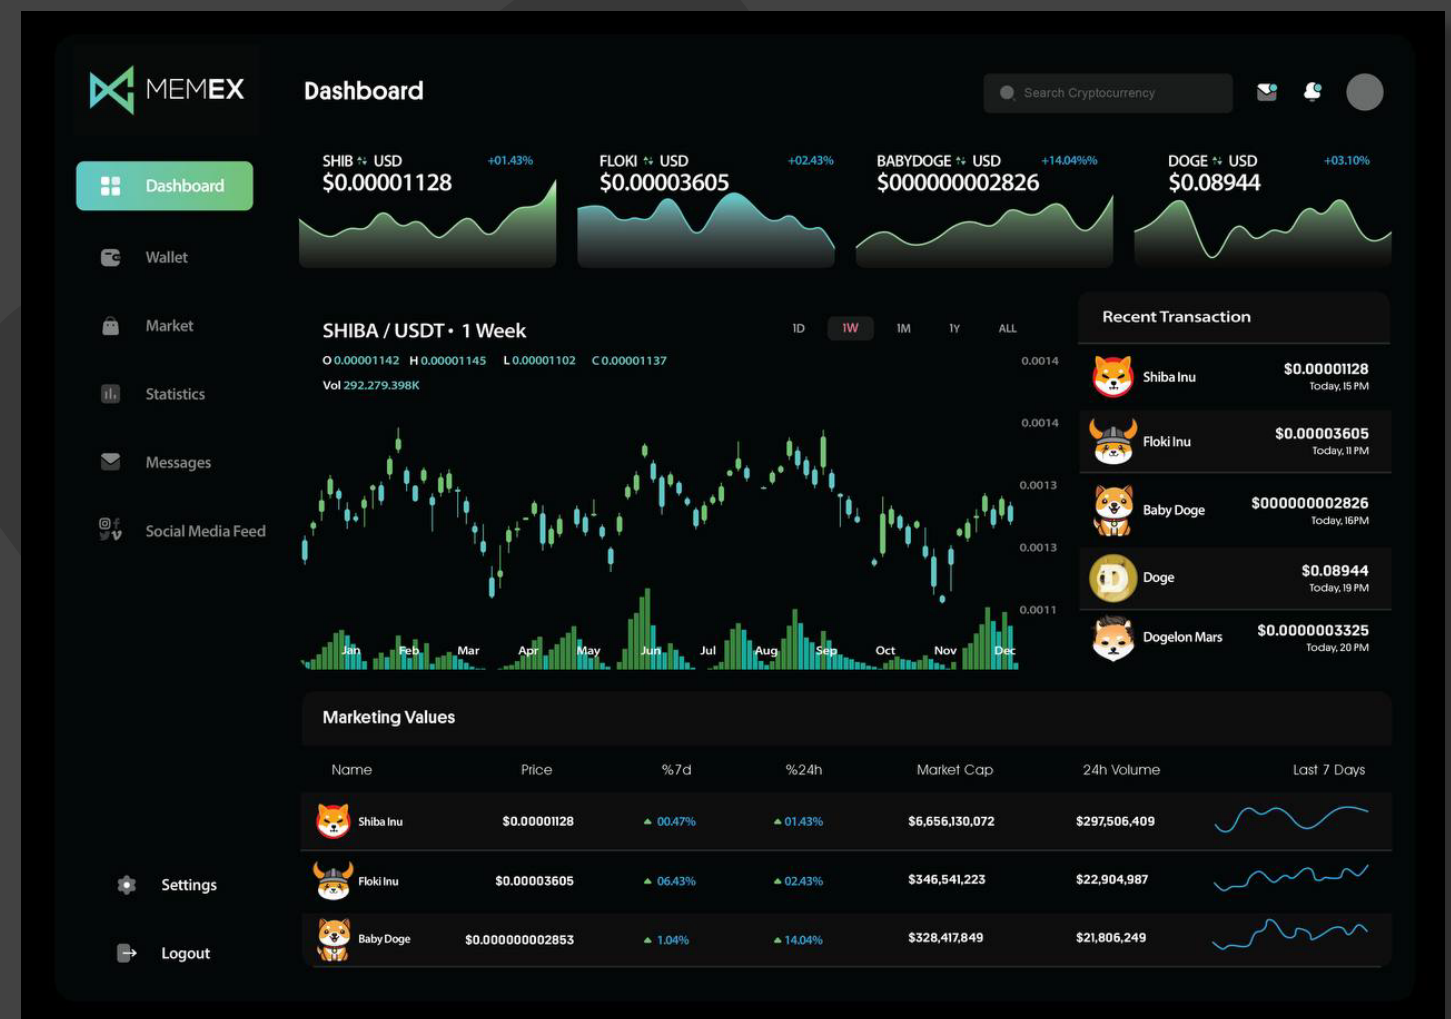 MEMEX
Dashboard
Search Cryptocurrency
Dashboard
Wallet
Market
Statistics
Messages
Social Media Feed
Settings
Logout
SHIB USD +01.43%
$0.00001128
FLOKI USD +02.43%
$0.00003605
BABYDOGE USD +14.04%%
$000000002826
DOGE USD +03.10%
$0.08944
SHIBA / USDT • 1 Week
1D 1W 1M 1Y ALL
O 0.00001142 H 0.00001145 L 0.00001102 C 0.00001137
Vol 292.279.398K
0.0014
0.0014
0.0013
0.0013
0.0011
Jan Feb Mar Apr May Jun Jul Aug Sep Oct Nov Dec
Recent Transaction
Shiba Inu $0.00001128
Today, 15 PM
Floki Inu $0.00003605
Today, 11 PM
Baby Doge $000000002826
Today, 16PM
Doge $0.08944
Today, 19 PM
Dogelon Mars $0.0000003325
Today, 20 PM
Marketing Values
Name Price %7d %24h Market Cap 24h Volume Last 7 Days
Shiba Inu $0.00001128 00.47% 01.43% $6,656,130,072 $297,506,409
Floki Inu $0.00003605 06.43% 02.43% $346,541,223 $22,904,987
Baby Doge $0.000000002853 1.04% 14.04% $328,417,849 $21,806,249